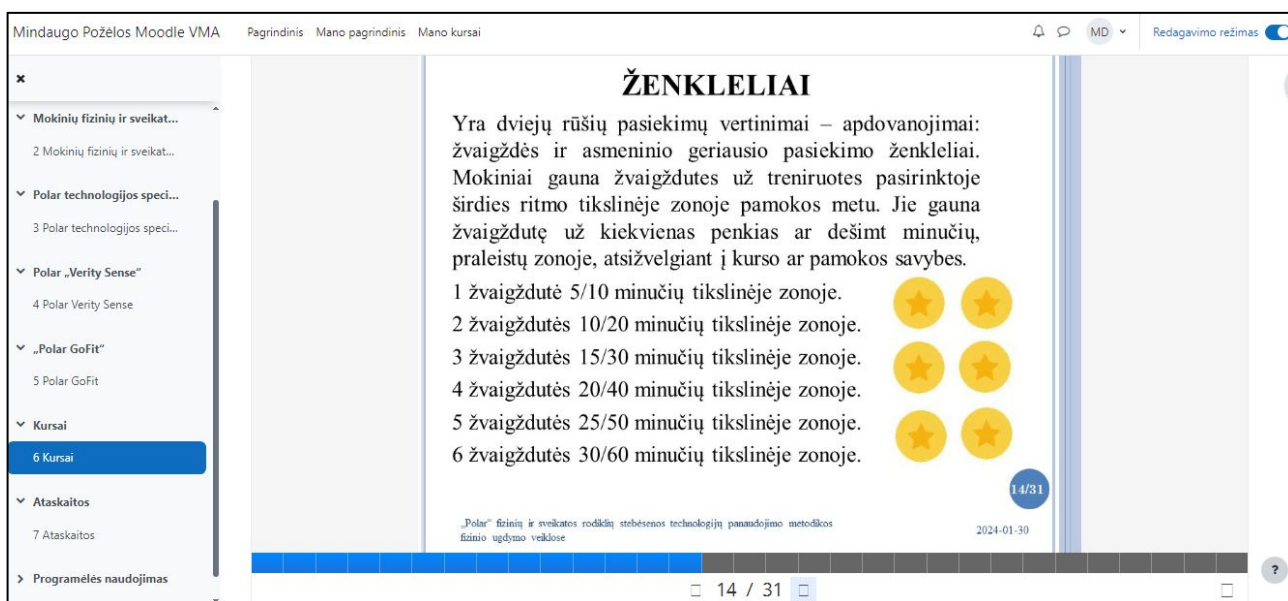 Mindaugo Požėlos Moodle VMA Pagrindinis Mano pagrindinis Mano kursai MD Redagavimo režimas
Mokinių fizinių ir sveikat...
2 Mokinių fizinių ir sveikat...
Polar technologijos speci...
3 Polar technologijos speci...
Polar „Verity Sense“
4 Polar Verity Sense
„Polar GoFit“
5 Polar GoFit
Kursai
6 Kursai
Ataskaitos
7 Ataskaitos
Programėlės naudojimas
ŽENKLELIAI
Yra dviejų rūšių pasiekimų vertinimai – apdovanojimai:
žvaigždės ir asmeninio geriausio pasiekimo ženkleliai.
Mokiniai gauna žvaigždutes už treniruotes pasirinktoje
širdies ritmo tikslinėje zonoje pamokos metu. Jie gauna
žvaigždutę už kiekvienas penkias ar dešimt minučių,
praleistų zonoje, atsižvelgiant į kurso ar pamokos savybes.
1 žvaigždutė 5/10 minučių tikslinėje zonoje.
2 žvaigždutės 10/20 minučių tikslinėje zonoje.
3 žvaigždutės 15/30 minučių tikslinėje zonoje.
4 žvaigždutės 20/40 minučių tikslinėje zonoje.
5 žvaigždutės 25/50 minučių tikslinėje zonoje.
6 žvaigždutės 30/60 minučių tikslinėje zonoje.
14/31
„Polar“ fizinių ir sveikatos rodiklių stebėsenos technologijų panaudojimo metodikos
fizinio ugdymo veiklose
2024-01-30
14 / 31
?